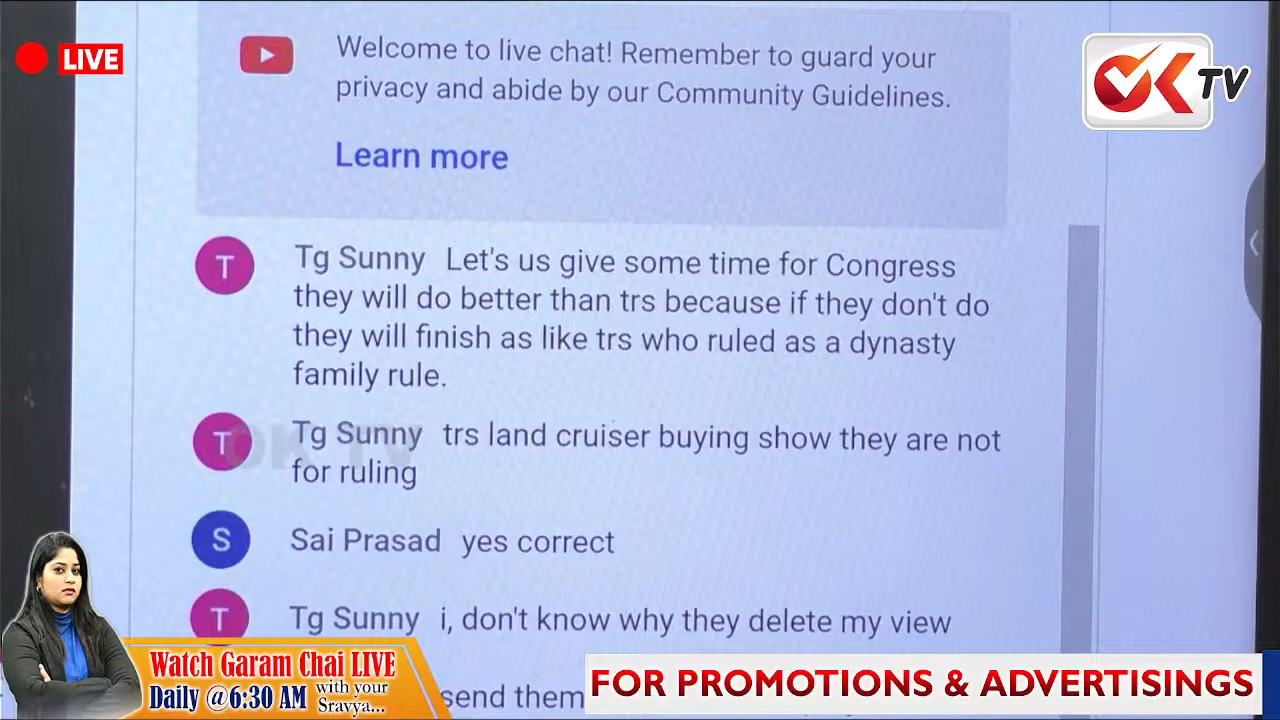 LIVE
OK TV
Welcome to live chat! Remember to guard your
privacy and abide by our Community Guidelines.
Learn more
T
Tg Sunny Let's us give some time for Congress
they will do better than trs because if they don't do
they will finish as like trs who ruled as a dynasty
family rule.
T
Tg Sunny trs land cruiser buying show they are not
for ruling
OK TV
S
Sai Prasad yes correct
T
Tg Sunny i, don't know why they delete my view
send them
Watch Garam Chai LIVE
Daily @6:30 AM with your
Sravya...
FOR PROMOTIONS & ADVERTISINGS